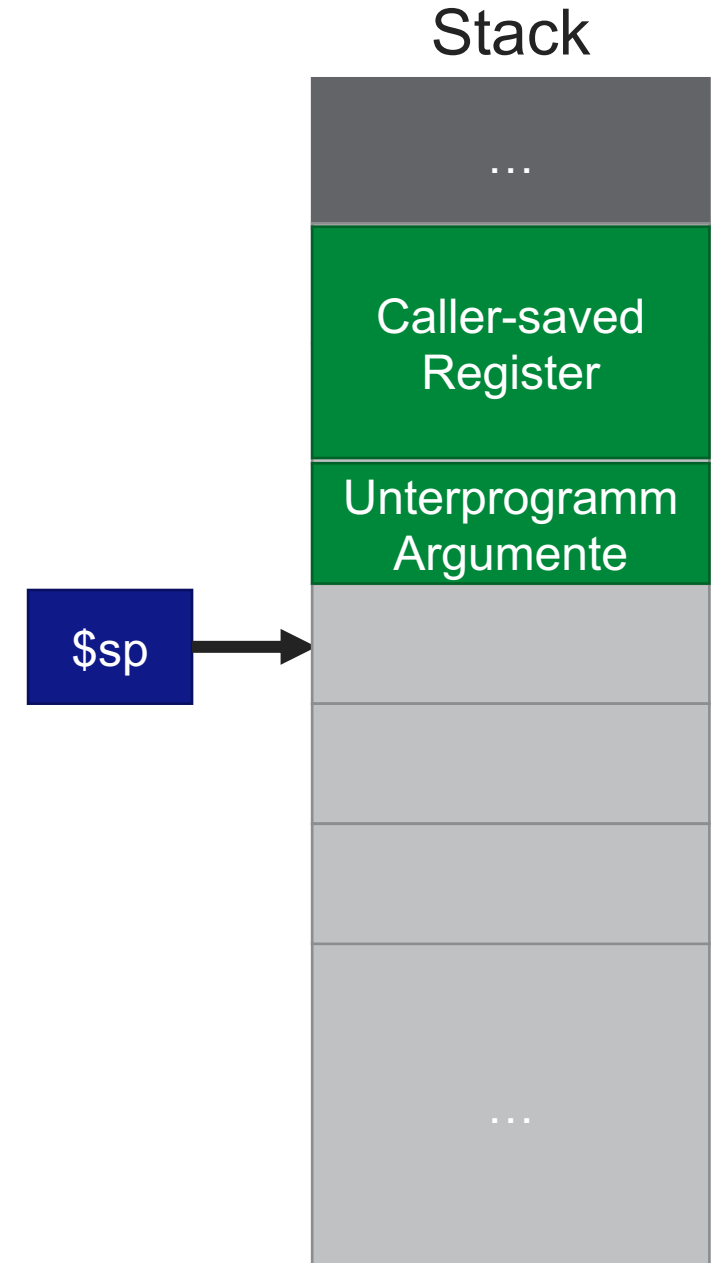 Stack
…
Caller-saved
Register
Unterprogramm
Argumente
$sp
…